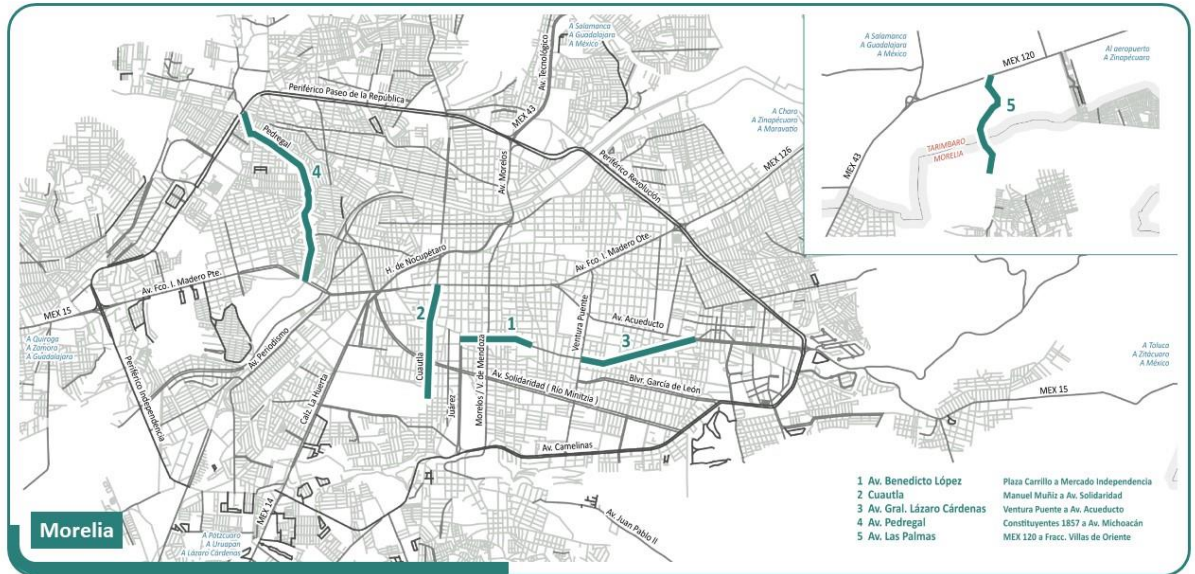 A Salamanca
A Guadalajara
A México
Av. Tecnológico
Periférico Paseo de la República
MEX 43
Pedregal
4
Av. Morelos
Periférico Revolución
A Charo
A Zinapécuaro
A Maravatío
MEX 126
H. de Nocupétaro
Av. Fco. I. Madero Ote.
Av. Fco. I. Madero Pte.
MEX 15
A Quiroga
A Zamora
A Guadalajara
2
1
Ventura Puente
Av. Acueducto
3
Av. Periodismo
Cuautla
Periférico Independencia
Calz. La Huerta
Juárez
Morelos / V. de Mendoza
Av. Solidaridad ( Río Minitzia )
Blvr. García de León
Av. Camelinas
MEX 14
A Patzcuaro
A Uruapan
A Lázaro Cárdenas
Av. Juan Pablo II
A Toluca
A Zitácuaro
A México
MEX 15
A Salamanca
A Guadalajara
A México
MEX 120
Al aeropuerto
A Zinapécuaro
5
TARIMBARO
MORELIA
MEX 43
1 Av. Benedicto López Plaza Carrillo a Mercado Independencia
2 Cuautla Manuel Muñiz a Av. Solidaridad
3 Av. Gral. Lázaro Cárdenas Ventura Puente a Av. Acueducto
4 Av. Pedregal Constituyentes 1857 a Av. Michoacán
5 Av. Las Palmas MEX 120 a Fracc. Villas de Oriente
Morelia